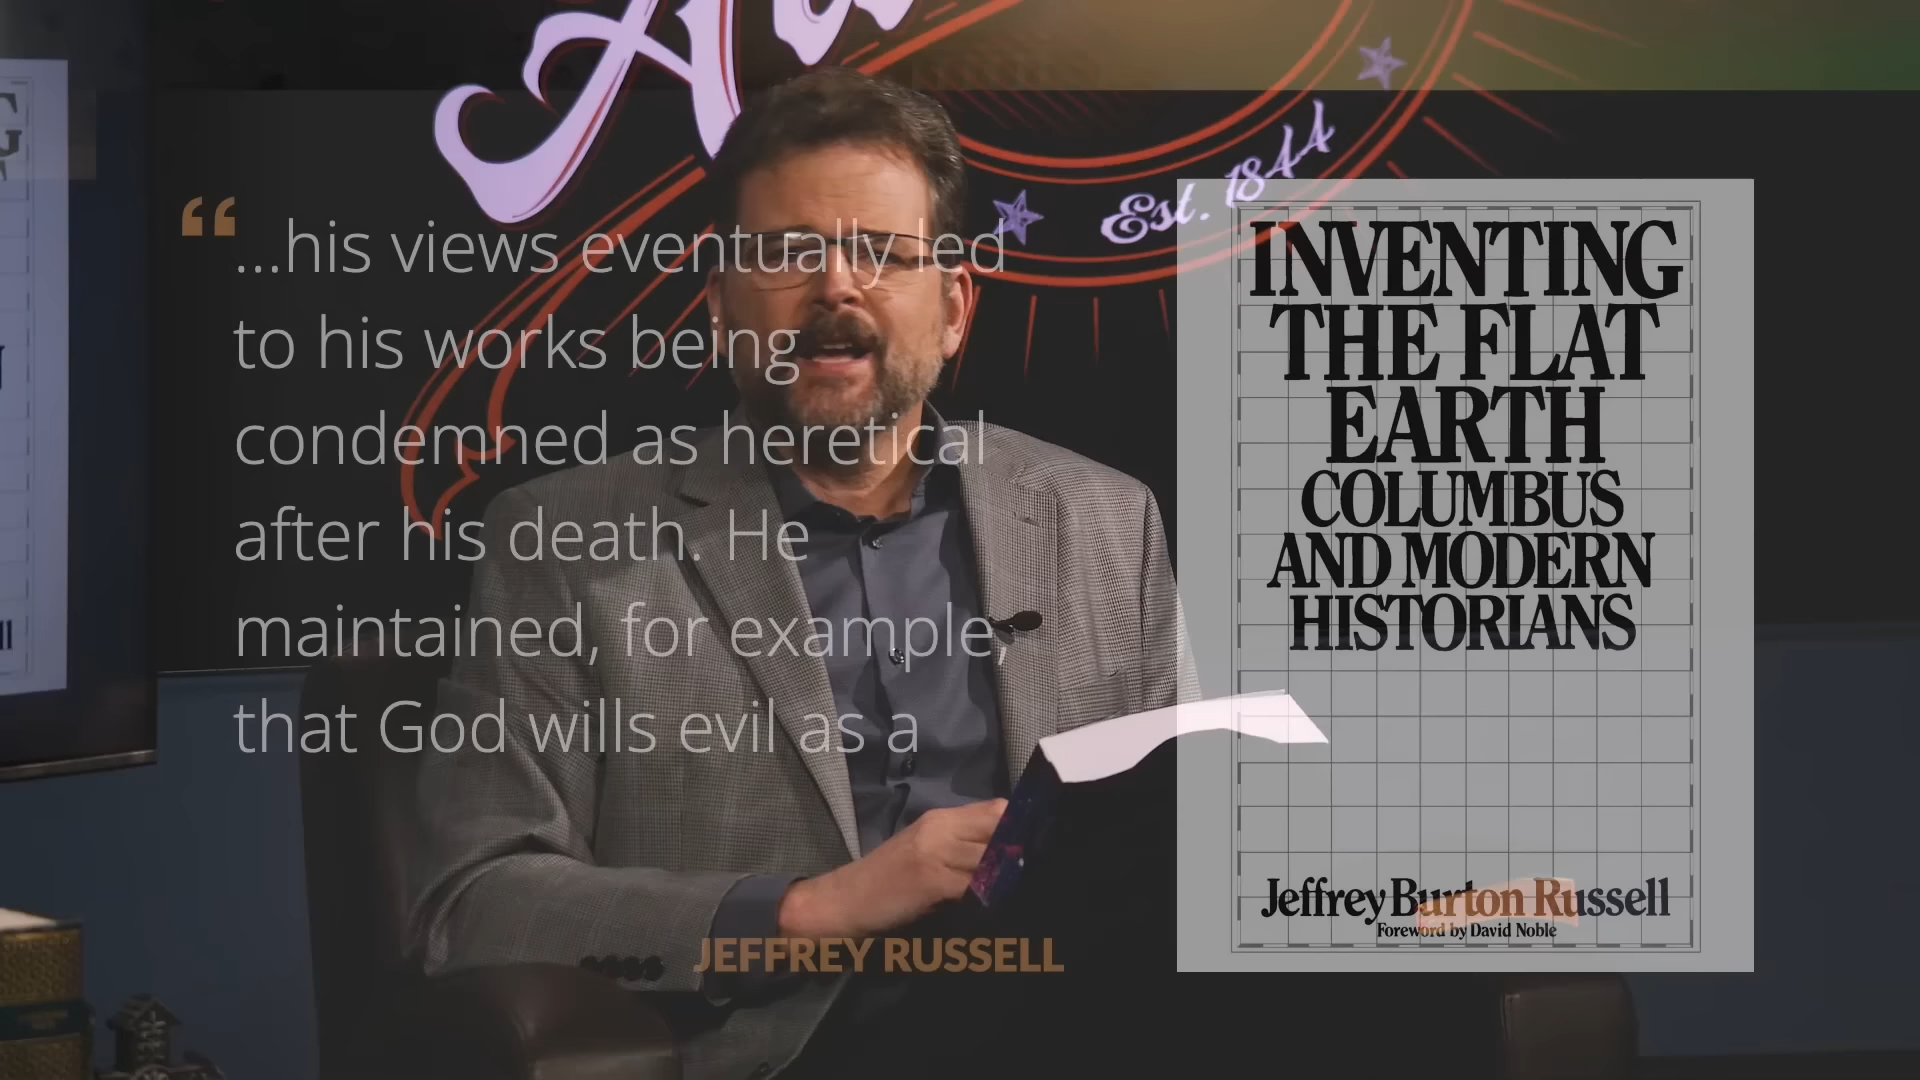 Est. 1844
“...his views eventually led
to his works being
condemned as heretical
after his death. He
maintained, for example,
that God wills evil as a
JEFFREY RUSSELL
INVENTING
THE FLAT
EARTH
COLUMBUS
AND MODERN
HISTORIANS
Jeffrey Burton Russell
Foreword by David Noble